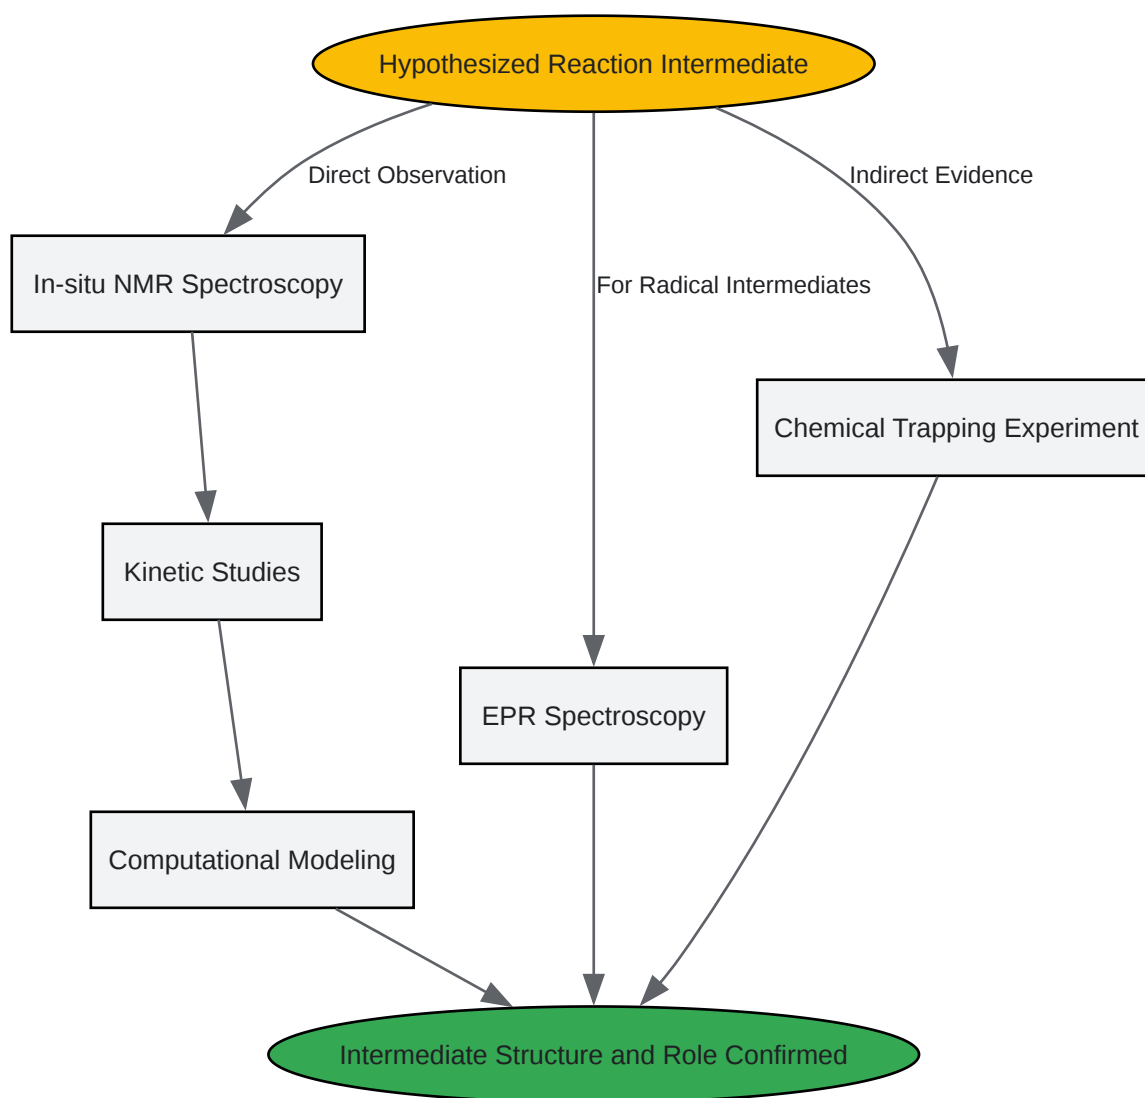 Hypothesized Reaction Intermediate
Direct Observation
Indirect Evidence
In-situ NMR Spectroscopy
For Radical Intermediates
Chemical Trapping Experiment
Kinetic Studies
EPR Spectroscopy
Computational Modeling
Intermediate Structure and Role Confirmed